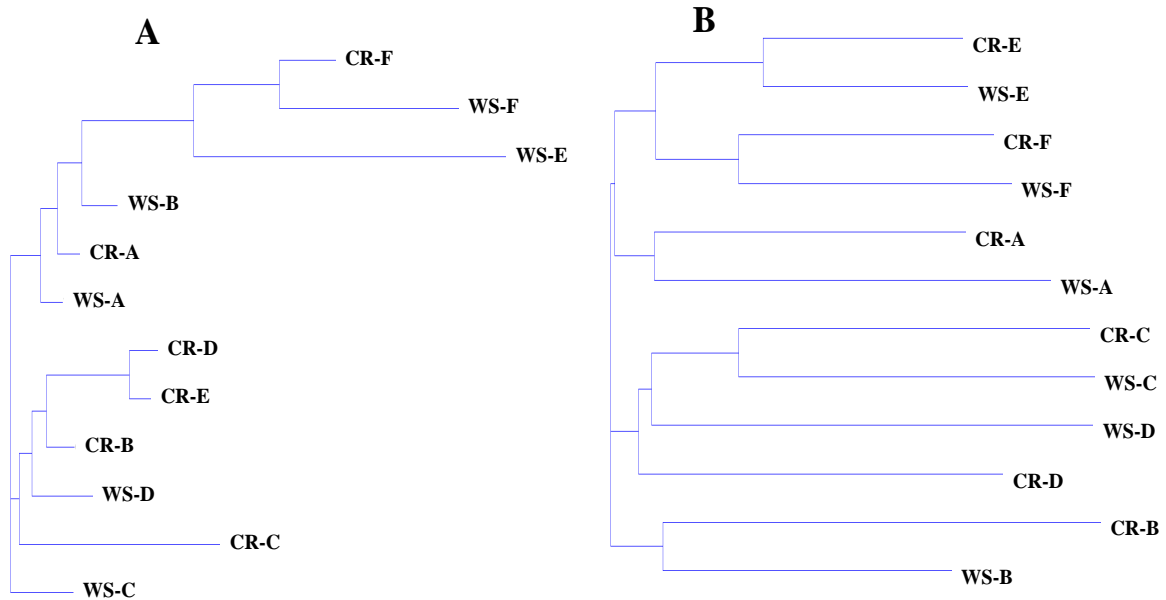 A
CR-F
WS-F
WS-E
WS-B
CR-A
WS-A
CR-D
CR-E
CR-B
WS-D
CR-C
WS-C
B
CR-E
WS-E
CR-F
WS-F
CR-A
WS-A
CR-C
WS-C
WS-D
CR-D
CR-B
WS-B